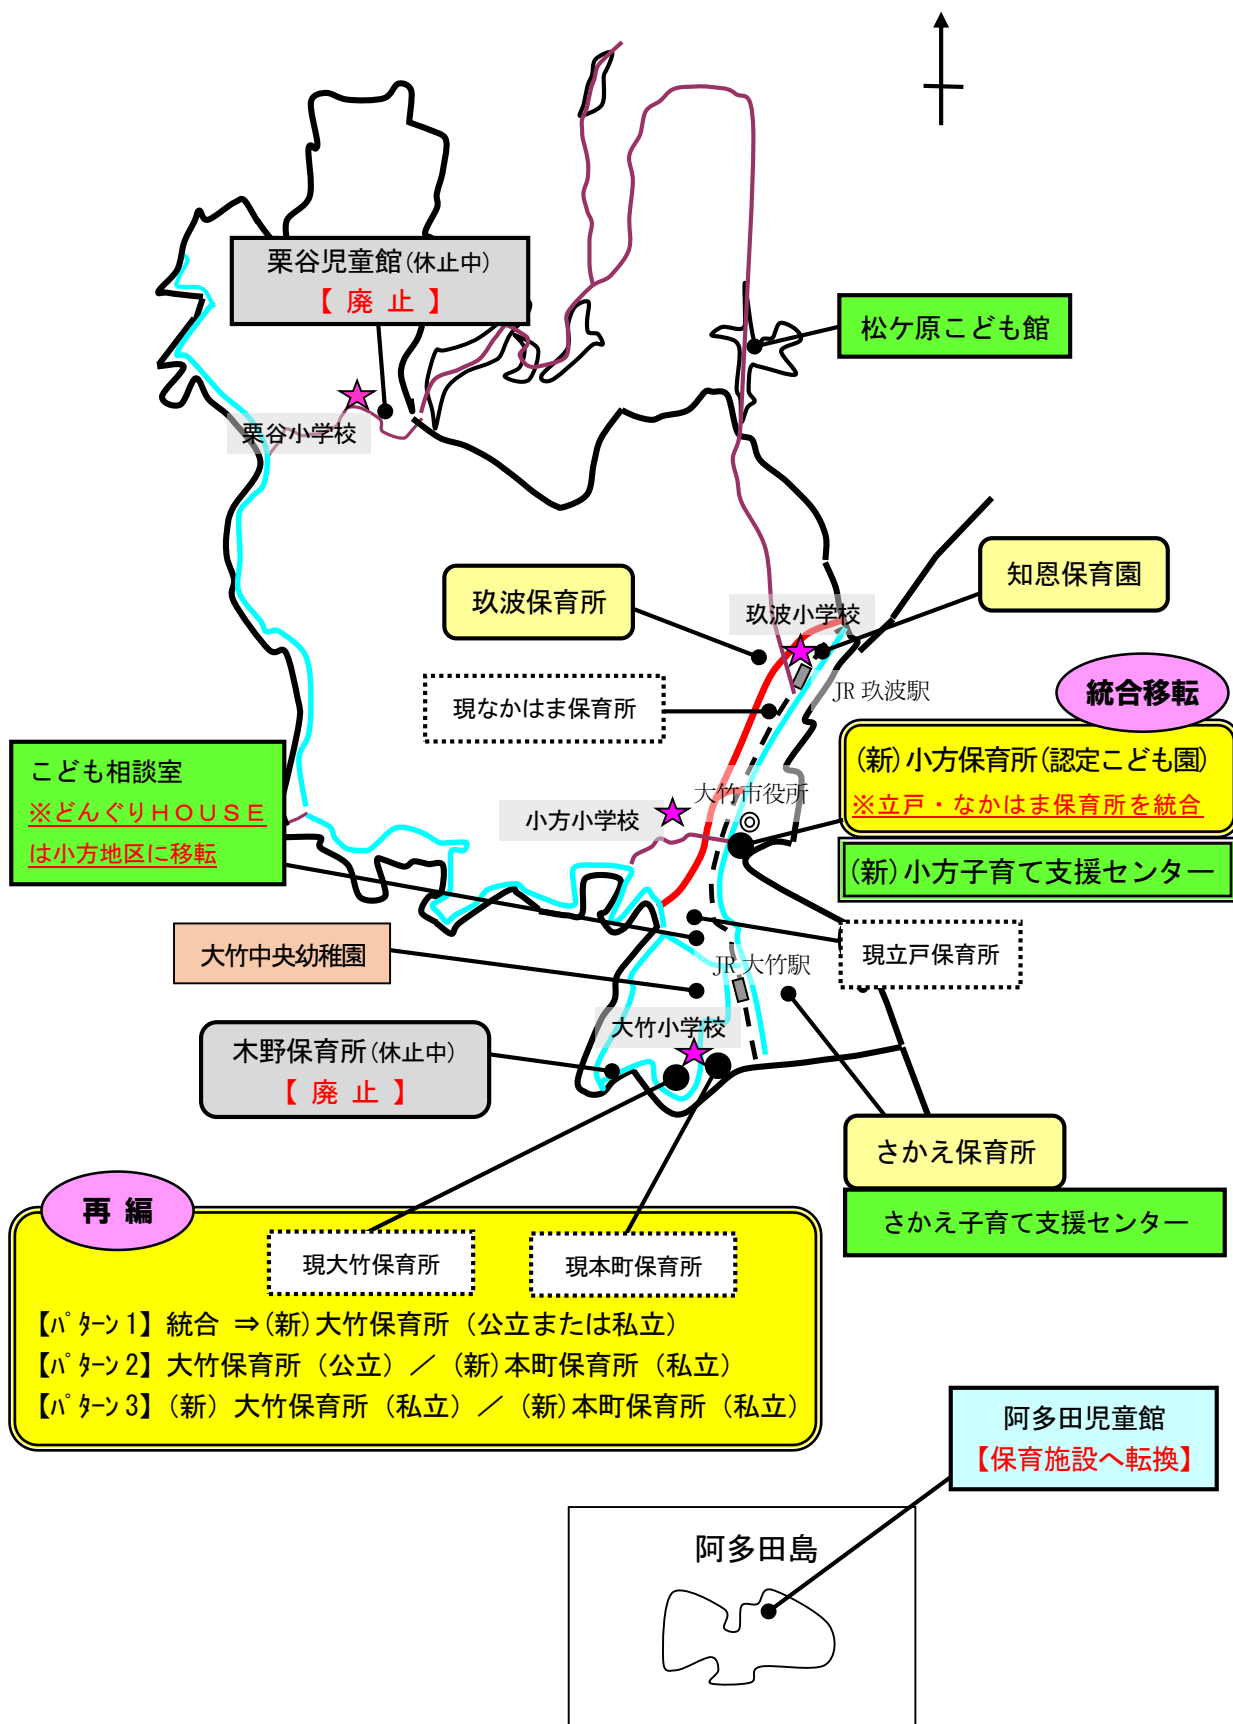 栗谷児童館(休止中)
【 廃 止 】
松ケ原こども館
栗谷小学校
知恩保育園
玖波保育所
玖波小学校
JR 玖波駅
統合移転
現なかはま保育所
(新)小方保育所(認定こども園)
※立戸・なかはま保育所を統合
こども相談室
※どんぐりHOUSE
は小方地区に移転
大竹市役所
小方小学校
(新)小方子育て支援センター
現立戸保育所
大竹中央幼稚園
JR 大竹駅
大竹小学校
木野保育所(休止中)
【 廃 止 】
さかえ保育所
さかえ子育て支援センター
再 編
現大竹保育所
現本町保育所
【ﾊﾟﾀｰﾝ1】統合 ⇒(新)大竹保育所(公立または私立)
【ﾊﾟﾀｰﾝ2】大竹保育所(公立)/(新)本町保育所(私立)
【ﾊﾟﾀｰﾝ3】(新)大竹保育所(私立)/(新)本町保育所(私立)
阿多田児童館
【保育施設へ転換】
阿多田島